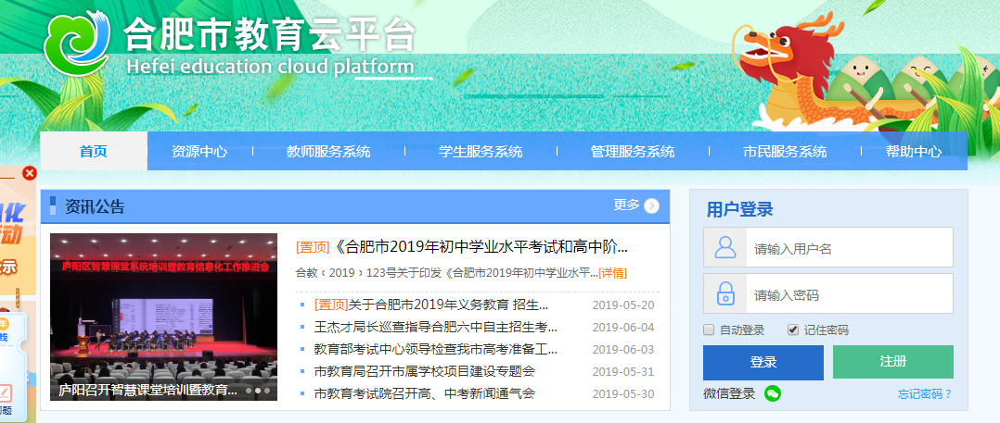 合肥市教育云平台
Hefei education cloud platform
首页 资源中心 教师服务系统 学生服务系统 管理服务系统 市民服务系统 帮助中心
资讯公告 更多
庐阳区智慧课堂系统培训暨教育信息化工作推进会
庐阳召开智慧课堂培训暨教育...
[置顶]《合肥市2019年初中学业水平考试和高中阶...
合教﹝2019﹞123号关于印发《合肥市2019年初中学业水平...[详情]
[置顶]关于合肥市2019年义务教育 招生... 2019-05-20
王杰才局长巡查指导合肥六中自主招生考... 2019-06-04
教育部考试中心领导检查我市高考准备工... 2019-06-03
市教育局召开市属学校项目建设专题会 2019-05-31
市教育考试院召开高、中考新闻通气会 2019-05-30
用户登录
请输入用户名
请输入密码
自动登录 记住密码
登录 注册
微信登录 忘记密码？
化
动
示
年
线
问题